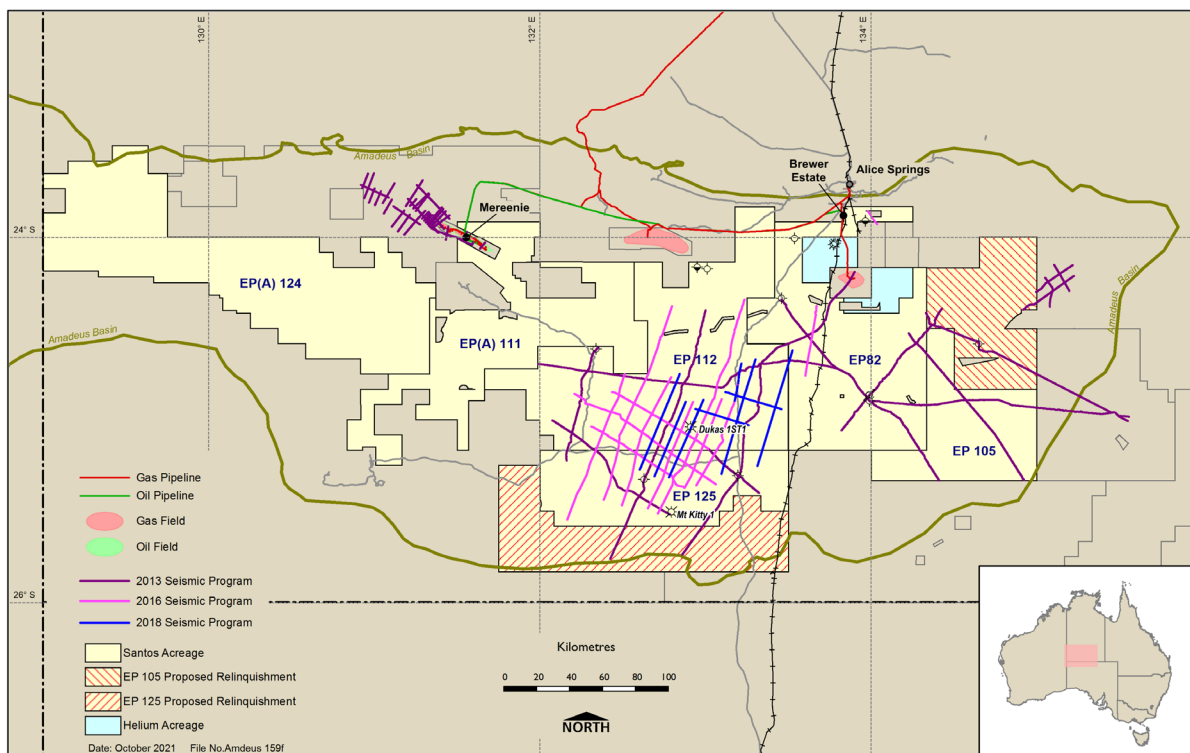 130° E
132° E
134° E
Amadeus Basin
Brewer
Estate
Alice Springs
Mereenie
24° S
EP(A) 124
Amadeus Basin
Amadeus Basin
EP(A) 111
EP 112
EP82
Dukas 1ST1
EP 105
EP 125
Mt Kitty 1
Gas Pipeline
Oil Pipeline
Gas Field
Oil Field
2013 Seismic Program
2016 Seismic Program
2018 Seismic Program
26° S
Santos Acreage
EP 105 Proposed Relinquishment
EP 125 Proposed Relinquishment
Helium Acreage
Kilometres
0 20 40 60 80 100
NORTH
Date: October 2021 File No.Amdeus 159f